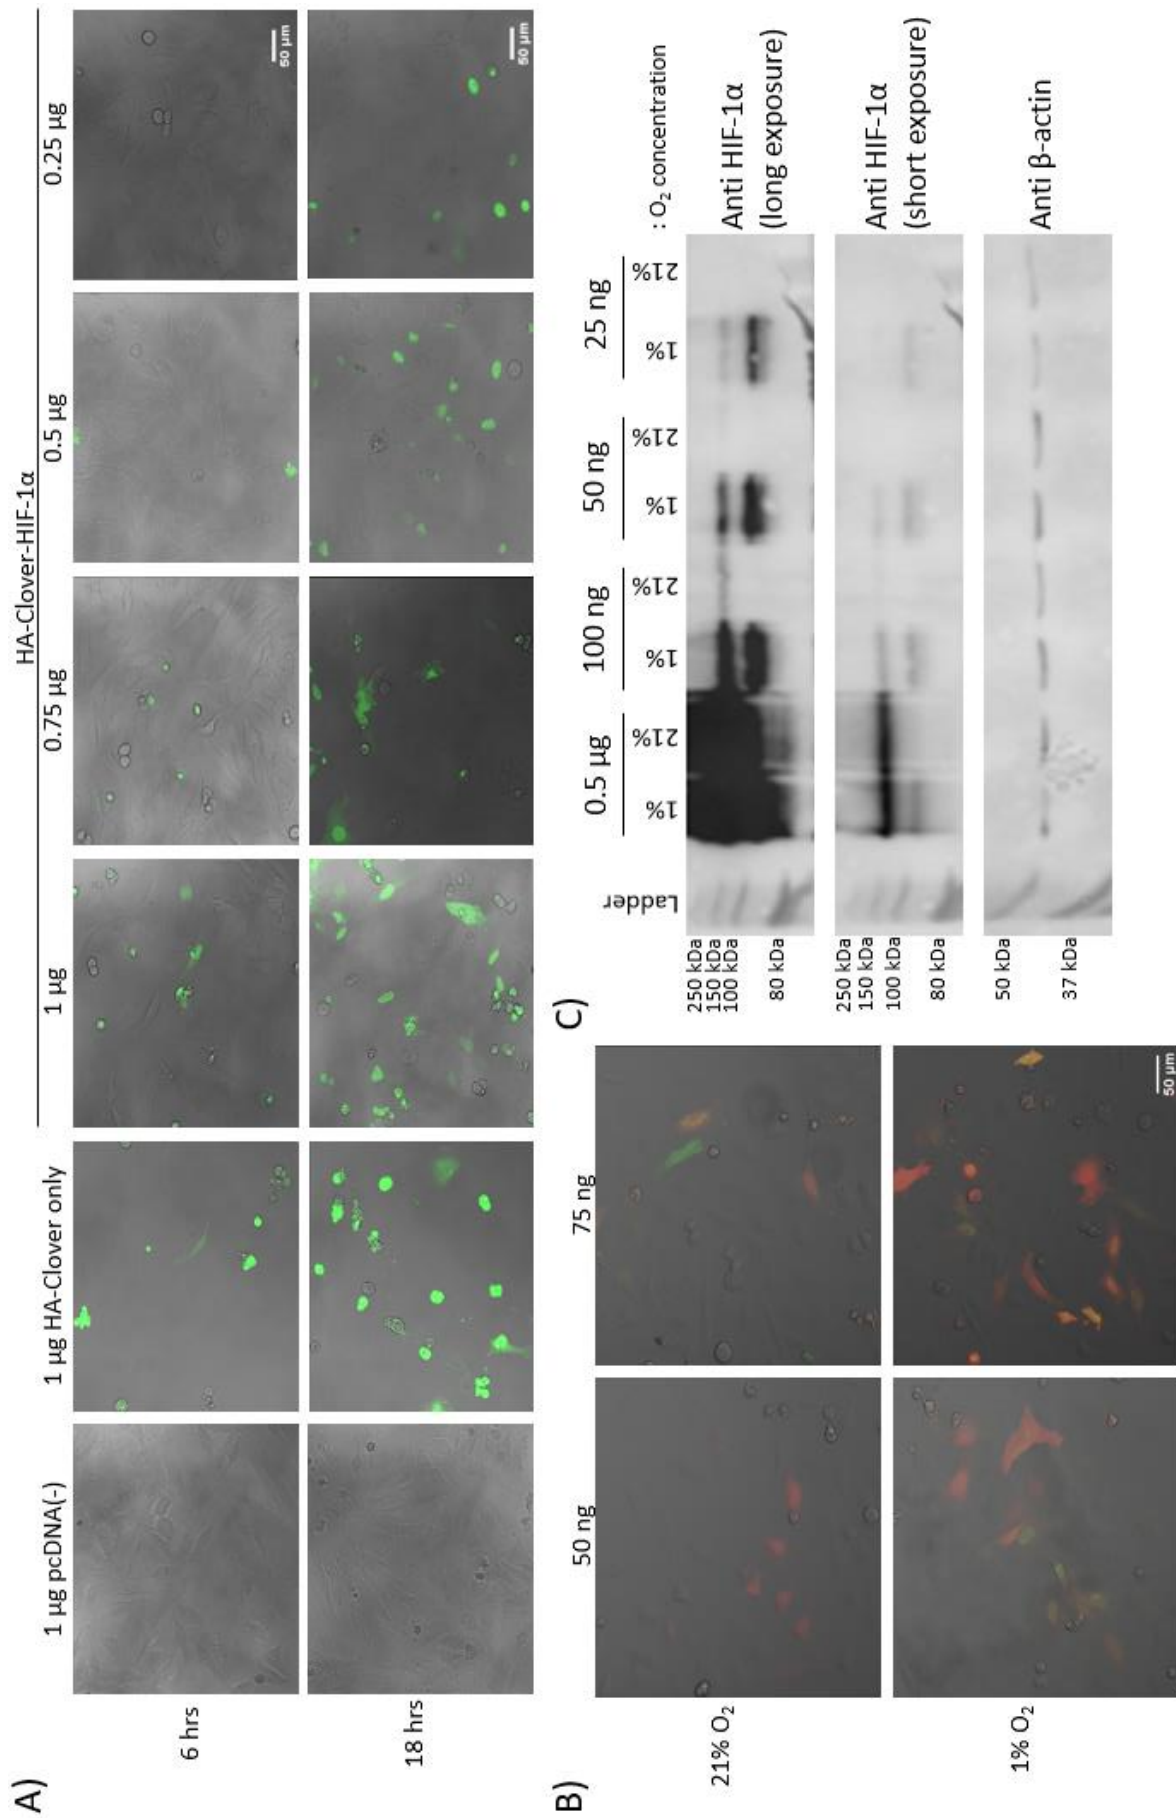 A)
HA-Clover-HIF-1α
1 µg pcDNA(-) 1 µg HA-Clover only 1 µg 0.75 µg 0.5 µg 0.25 µg
6 hrs
50 µm
18 hrs
50 µm
B)
50 ng 75 ng
21% O₂
1% O₂
50 µm
C)
0.5 µg 100 ng 50 ng 25 ng
Ladder 1% 21% 1% 21% 1% 21% 1% 21% : O₂ concentration
250 kDa
150 kDa
100 kDa
80 kDa
Anti HIF-1α
(long exposure)
250 kDa
150 kDa
100 kDa
80 kDa
Anti HIF-1α
(short exposure)
50 kDa
37 kDa
Anti β-actin